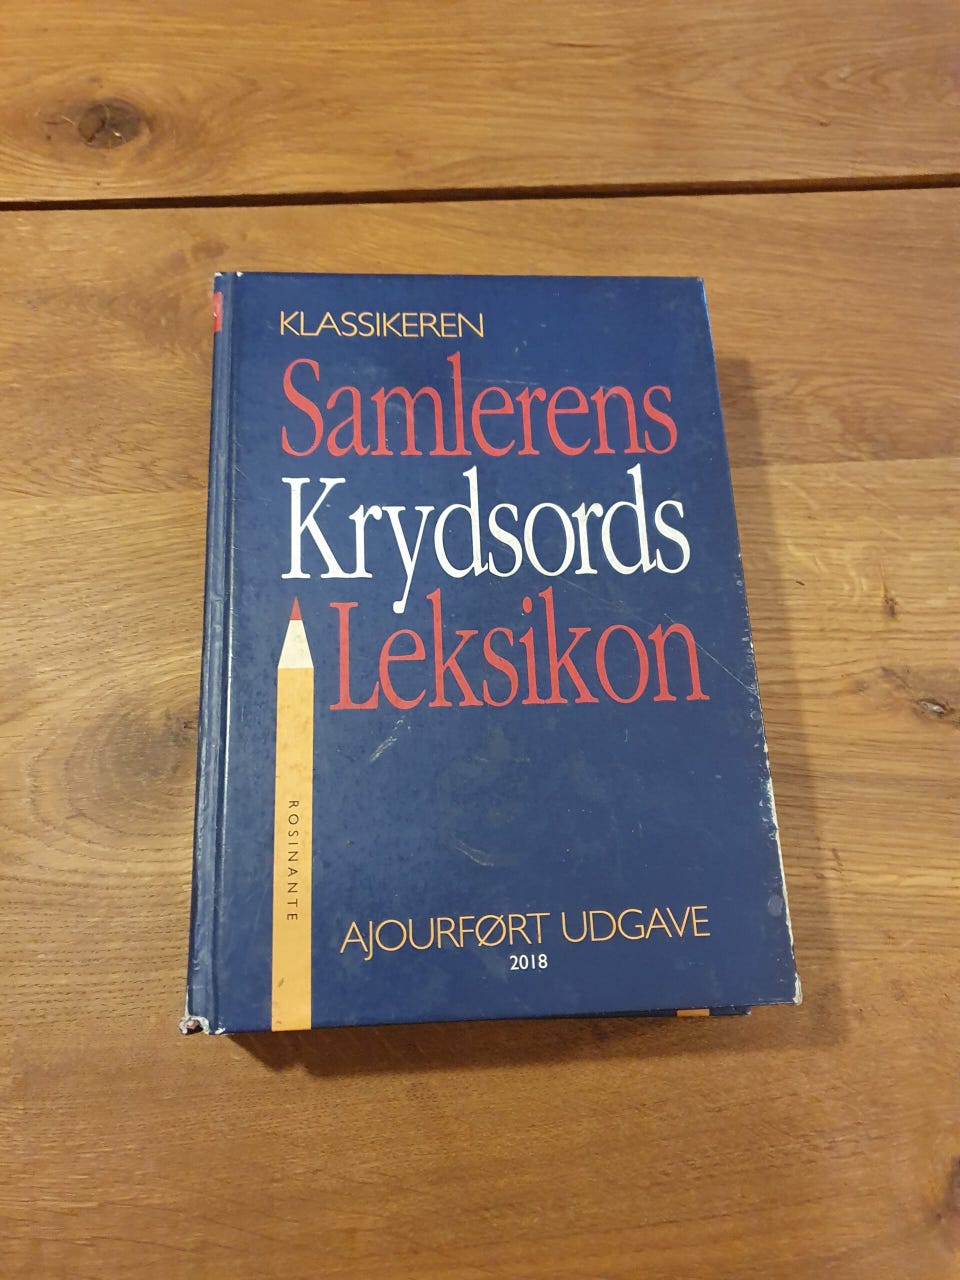 KLASSIKEREN
Samlerens
Krydsords
Leksikon
ROSINANTE
AJOURFØRT UDGAVE
2018